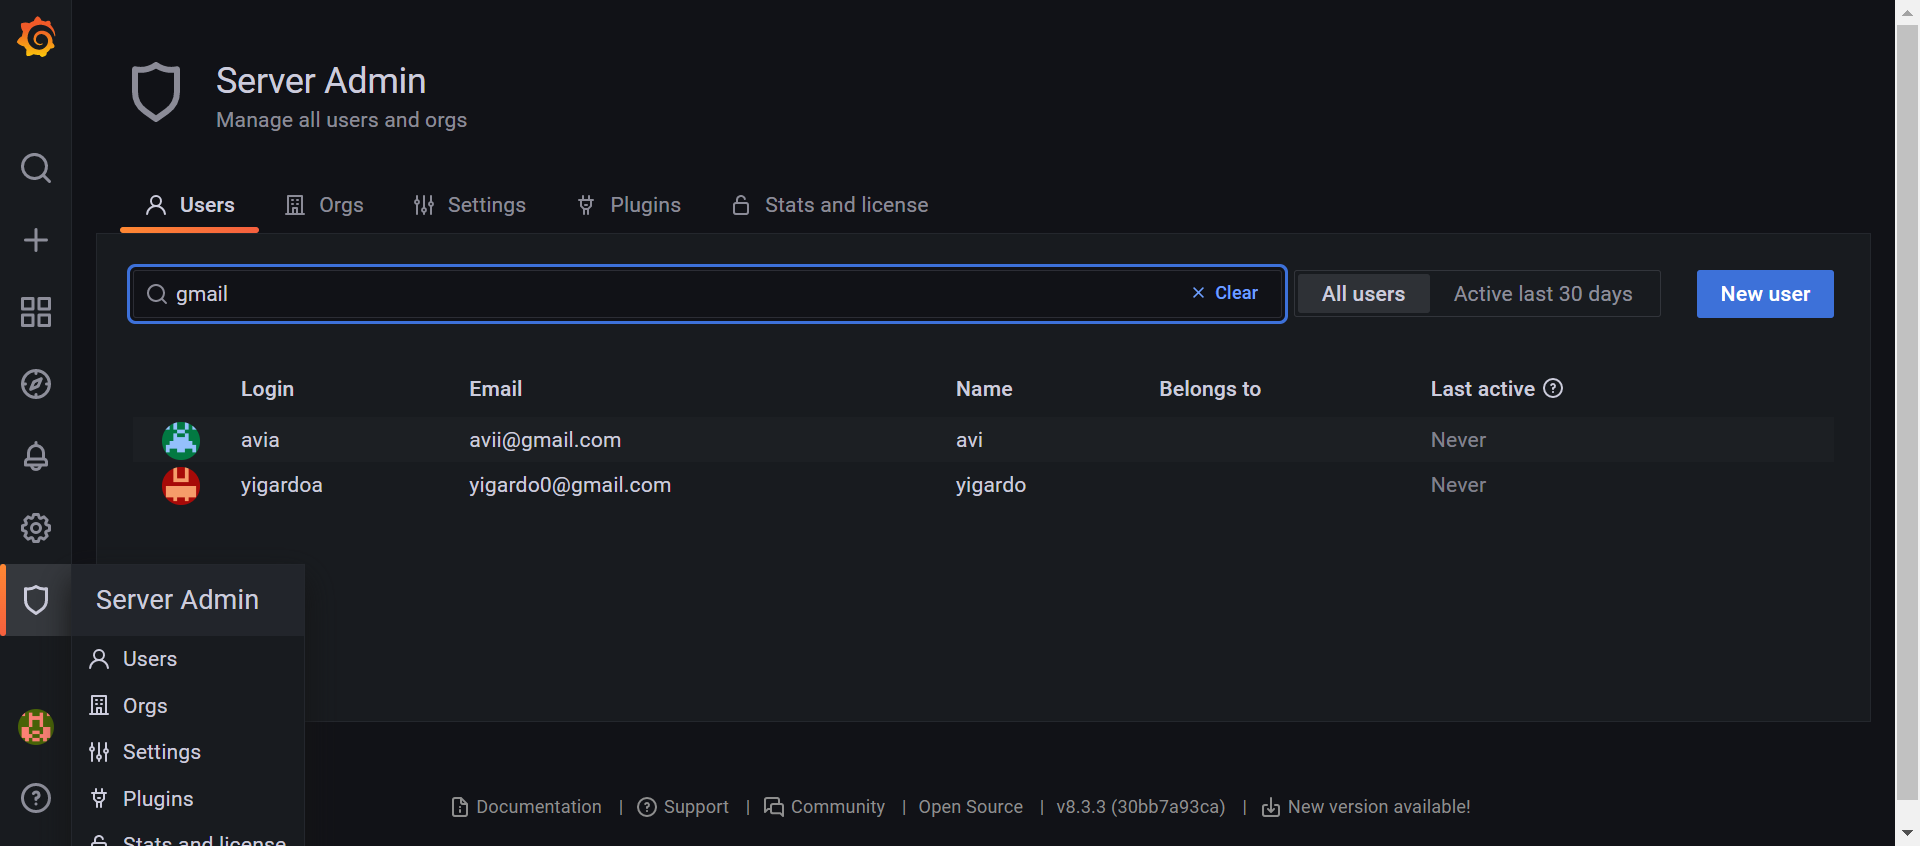 Server Admin
Manage all users and orgs
Users Orgs Settings Plugins Stats and license
gmail Clear All users Active last 30 days New user
Login Email Name Belongs to Last active
avia avii@gmail.com avi Never
yigardoa yigardo0@gmail.com yigardo Never
Server Admin
Users
Orgs
Settings
Plugins
Stats and license
Documentation | Support | Community | Open Source | v8.3.3 (30bb7a93ca) | New version available!